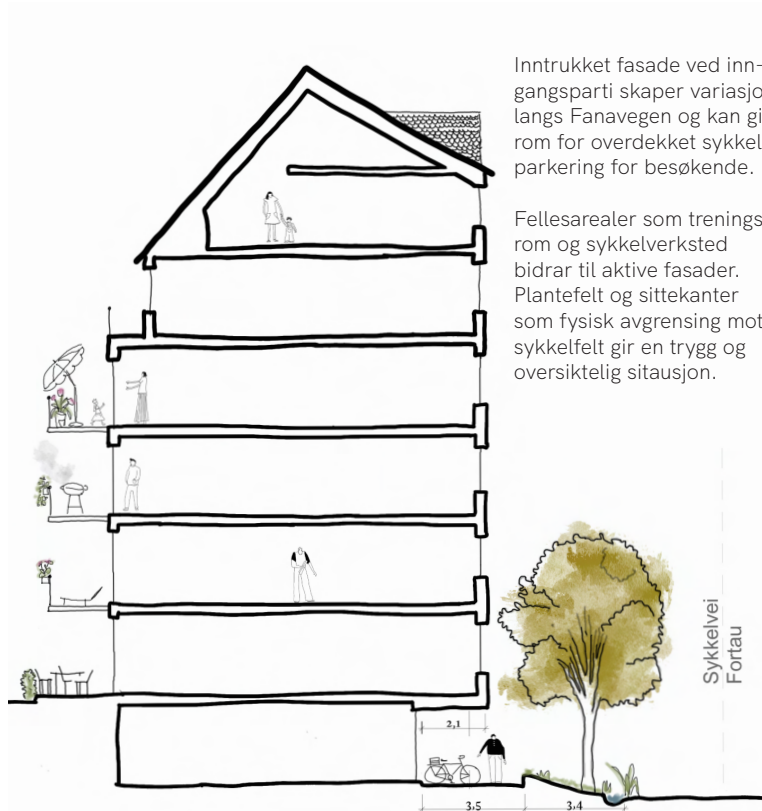 Inntrukket fasade ved inn-
gangsparti skaper variasjo
langs Fanavegen og kan gi
rom for overdekket sykkel
parkering for besøkende.
Fellesarealer som trenings
rom og sykkelverksted
bidrar til aktive fasader.
Plantefelt og sittekanter
som fysisk avgrensing mot
sykkelfelt gir en trygg og
oversiktelig sitausjon.
Sykkelvei
Fortau
2,1
3,5
3,4